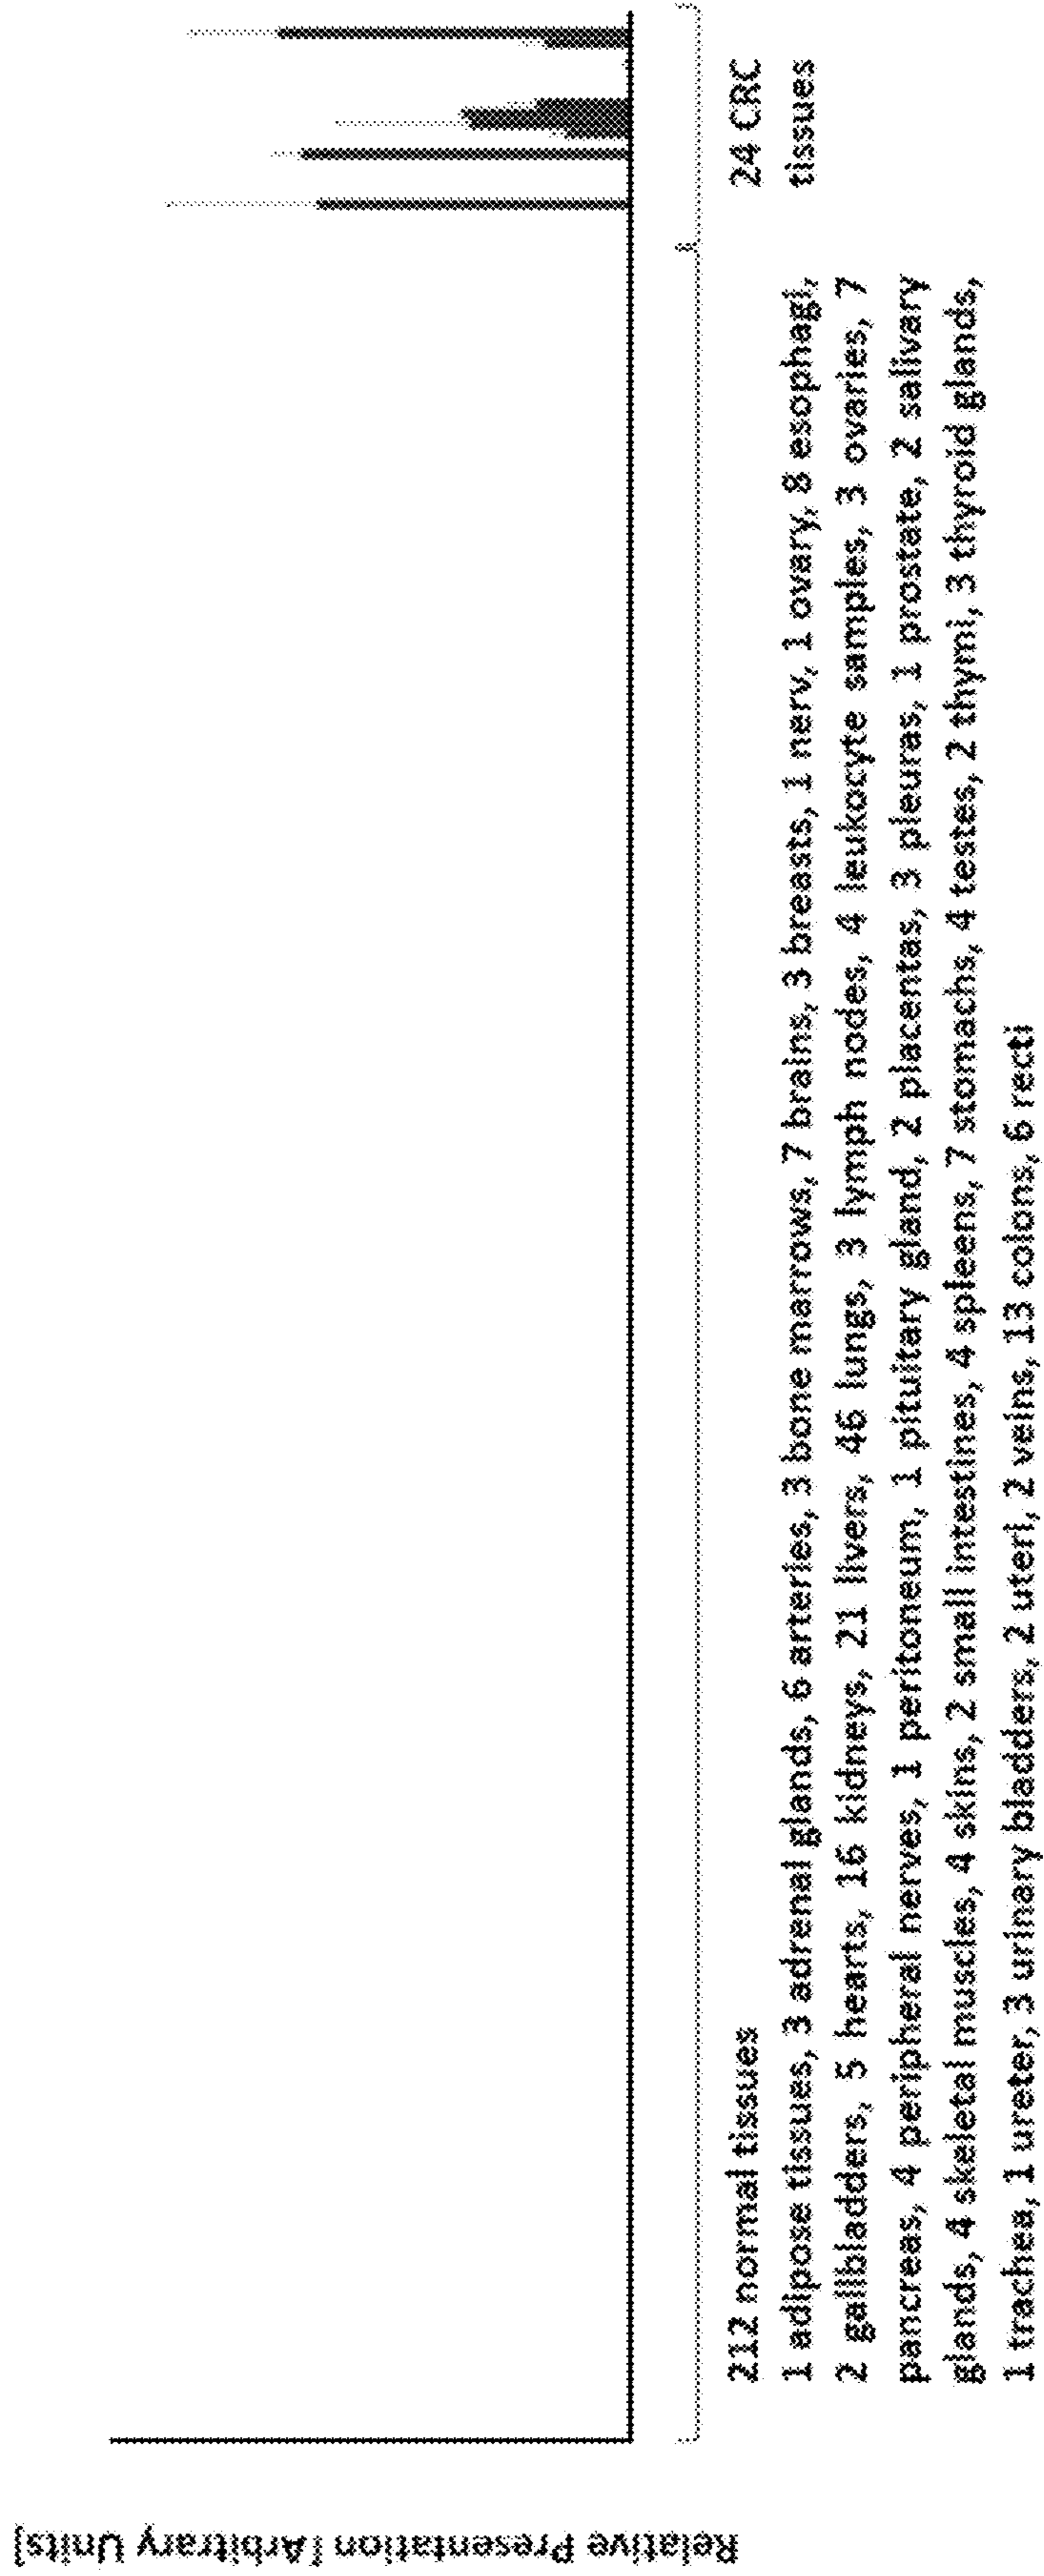 Relative Presentation [Arbitrary Units]
212 normal tissues
1 adipose tissues, 3 adrenal glands, 6 arteries, 3 bone marrows, 7 brains, 3 breasts, 1 nerv, 1 ovary, 8 esophagi,
2 gallbladders, 5 hearts, 16 kidneys, 21 livers, 46 lungs, 3 lymph nodes, 4 leukocyte samples, 3 ovaries, 7
pancreas, 4 peripheral nerves, 1 peritoneum, 1 pituitary gland, 2 placentas, 3 pleuras, 1 prostate, 2 salivary
glands, 4 skeletal muscles, 4 skins, 2 small intestines, 4 spleens, 7 stomachs, 4 testes, 2 thymi, 3 thyroid glands,
1 trachea, 1 ureter, 3 urinary bladders, 2 uteri, 2 veins, 13 colons, 6 recti
24 CRC
tissues